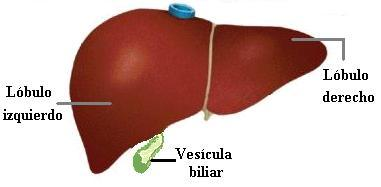 Lóbulo
izquierdo
Lóbulo
derecho
Vesícula
biliar